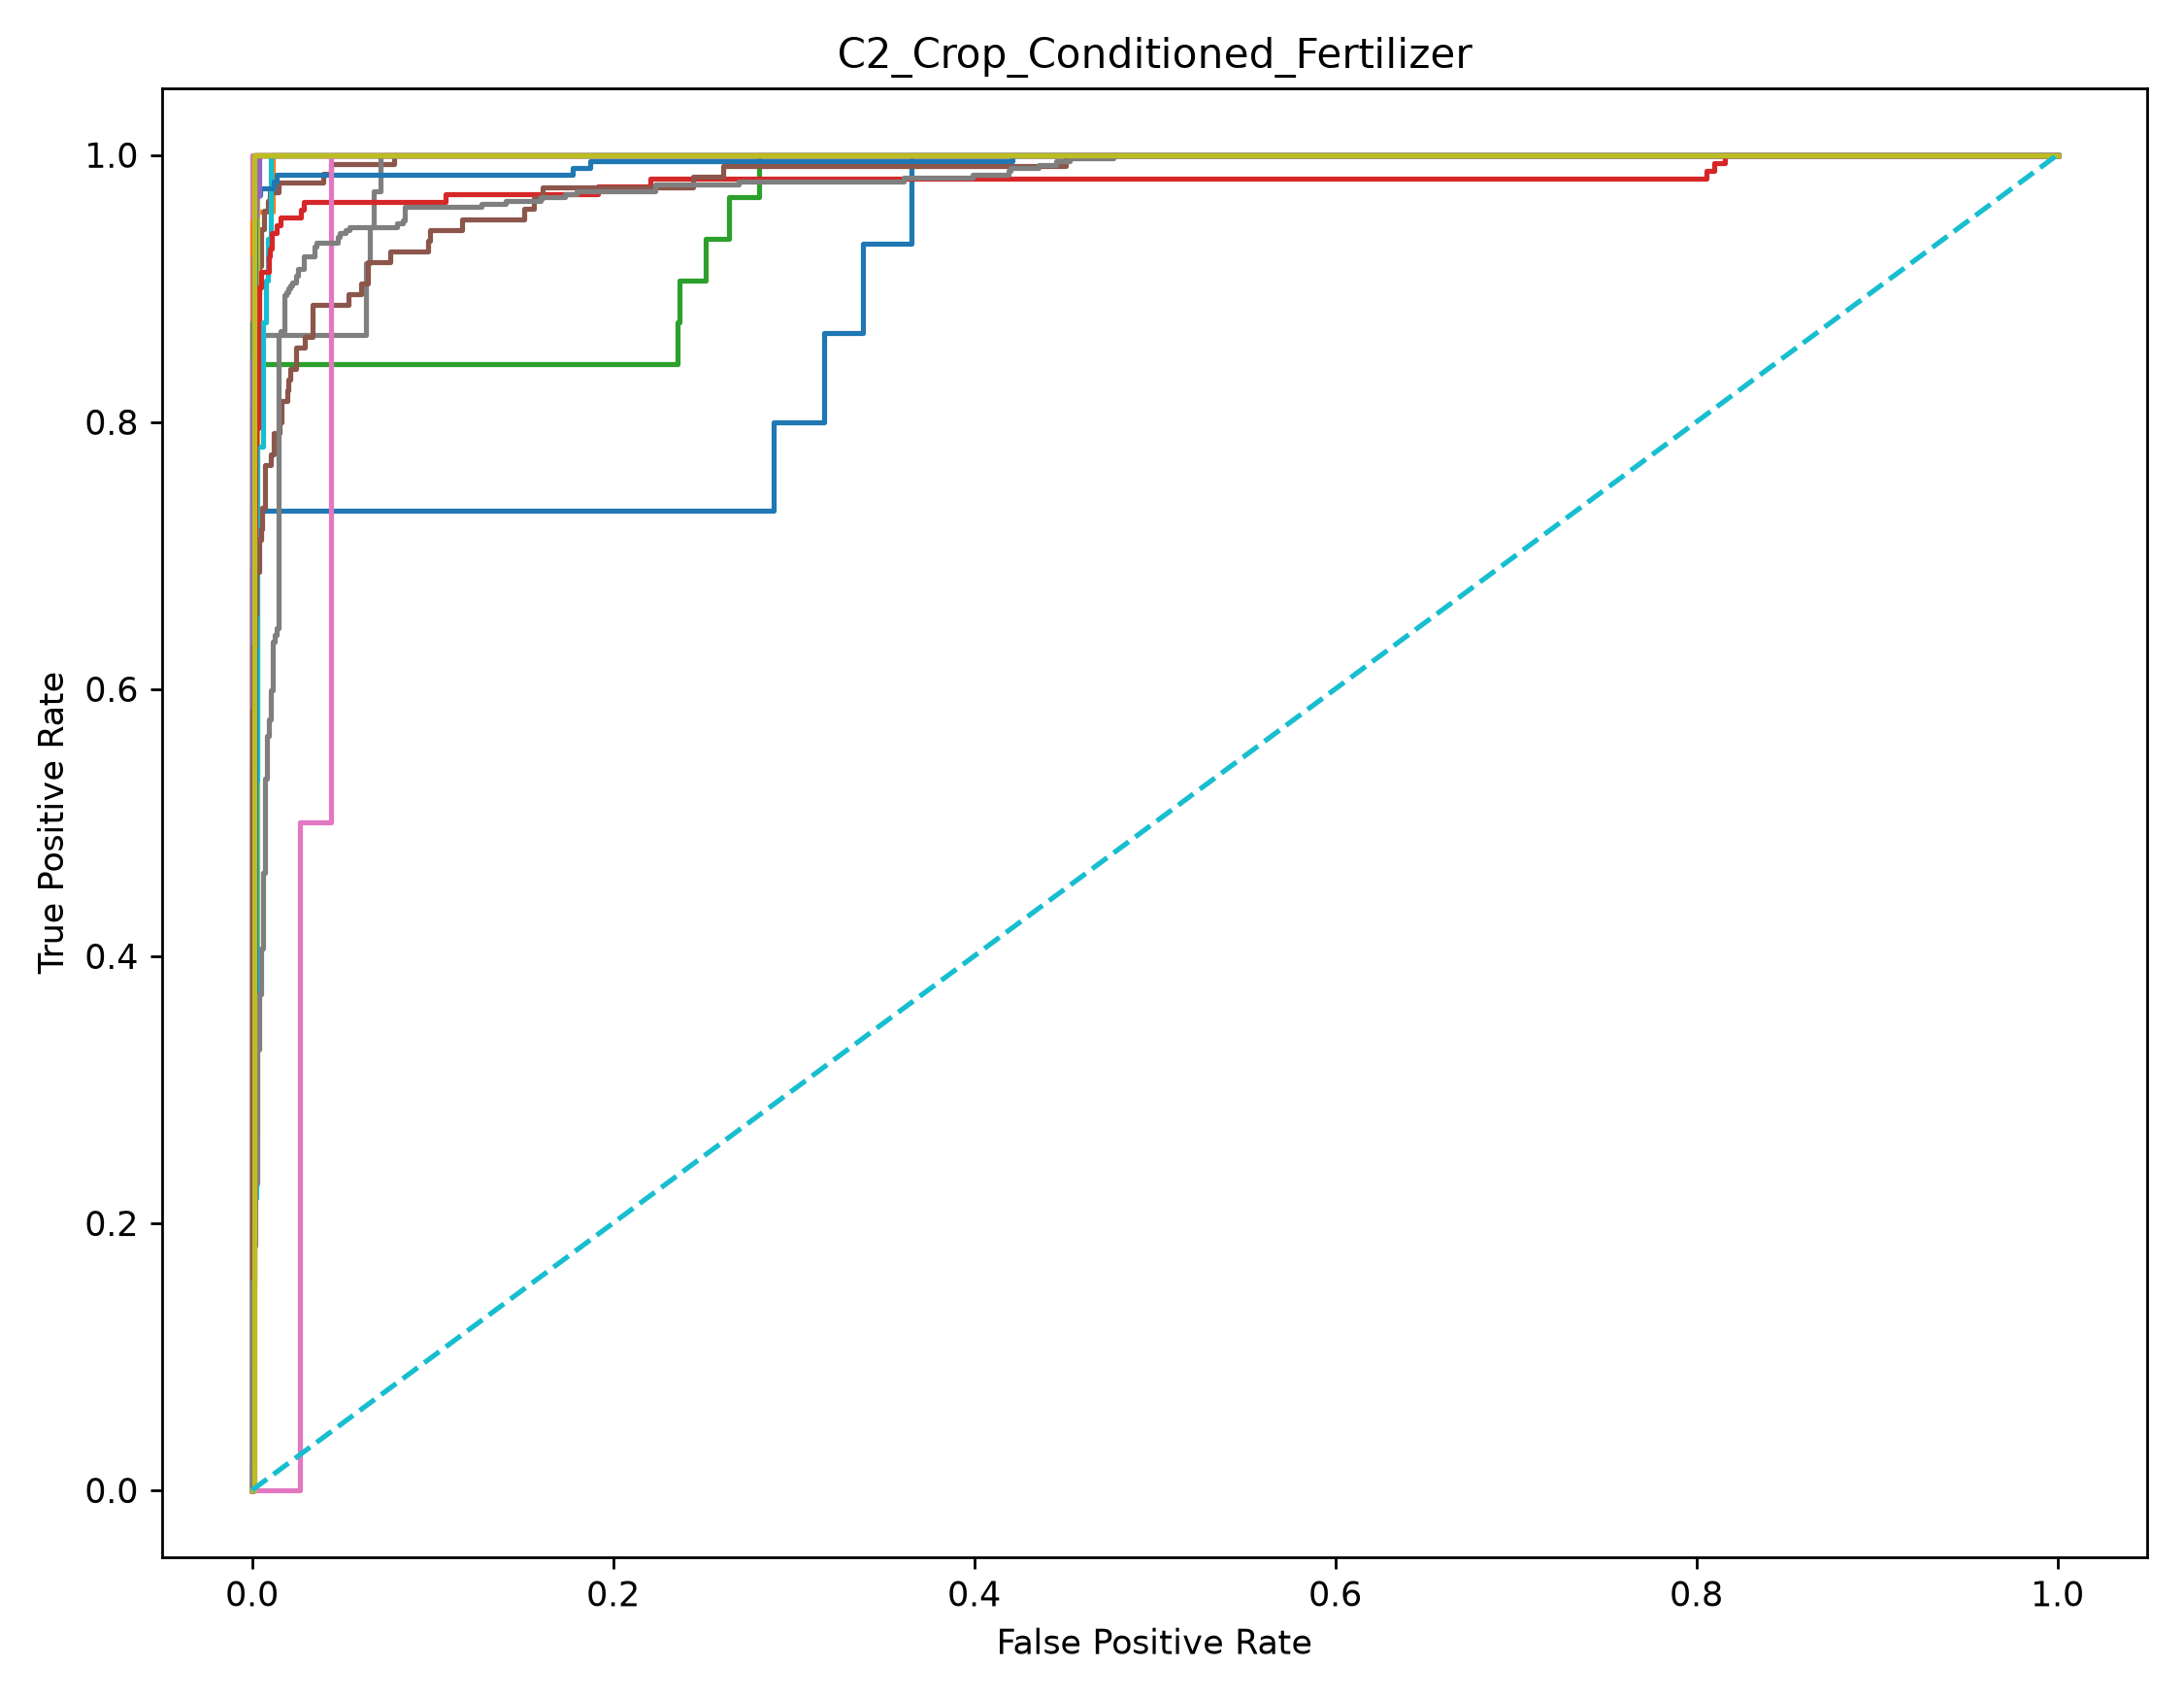 C2_Crop_Conditioned_Fertilizer
True Positive Rate
1.0
0.8
0.6
0.4
0.2
0.0
0.0 0.2 0.4 0.6 0.8 1.0
False Positive Rate